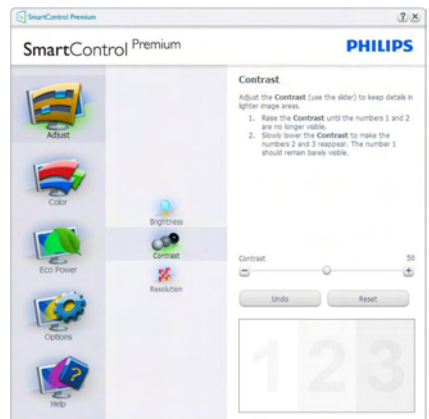 SmartControl Premium
SmartControl Premium
PHILIPS
Adjust
Color
Eco Power
Options
Help
Brightness
Contrast
Resolution
Contrast
Adjust the Contrast (use the slider) to keep details in
lighter image areas.
1. Raise the Contrast until the numbers 1 and 2
are no longer visible.
2. Slowly lower the Contrast to make the
numbers 2 and 3 reappear. The number 1
should remain barely visible.
Contrast 50
Undo Reset
1 2 3